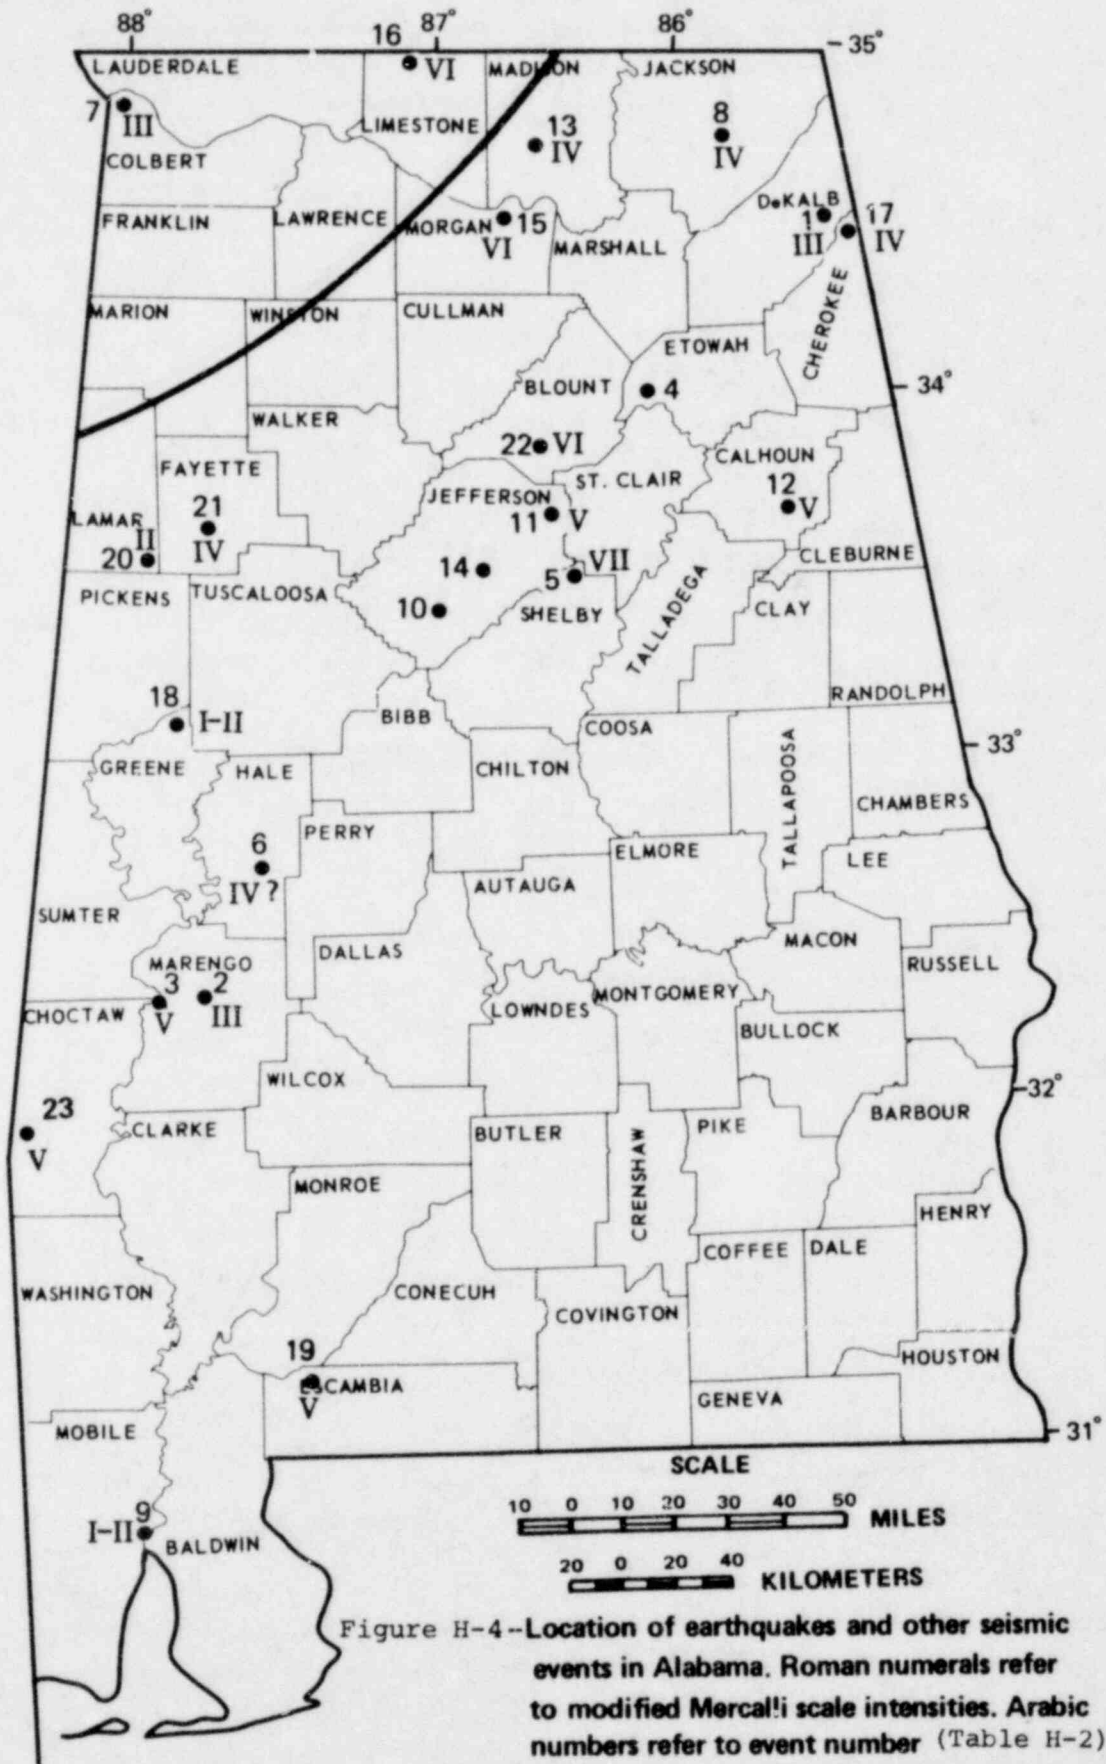 88° 87° 86°
35°
16 VI
LAUDERDALE
MADISON
JACKSON
7 III
LIMESTONE
13 IV
8 IV
COLBERT
FRANKLIN
LAWRENCE
MORGAN
15 VI
MARSHALL
DeKALB
1 III
17 IV
MARION
WINSTON
CULLMAN
CHEROKEE
ETOWAH
BLOUNT
4
34°
WALKER
22 VI
FAYETTE
ST. CLAIR
CALHOUN
JEFFERSON
12 V
LAMAR
21 IV
11 V
II 20
VII
5
14
CLEBURNE
PICKENS
TUSCALOOSA
10
SHELBY
TALLADEGA
CLAY
RANDOLPH
18 I-II
BIBB
COOSA
33°
GREENE
HALE
CHILTON
TALLAPOOSA
CHAMBERS
PERRY
6 IV ?
ELMORE
LEE
AUTAUGA
SUMTER
DALLAS
MACON
RUSSELL
MARENGO
3 V
2 III
MONTGOMERY
CHOCTAW
LOWNDES
BULLOCK
WILCOX
32°
23 V
CLARKE
BUTLER
CRENSHAW
PIKE
BARBOUR
MONROE
HENRY
COFFEE
DALE
WASHINGTON
CONECUH
COVINGTON
19 V
ESCAMBIA
HOUSTON
GENEVA
MOBILE
31°
9 I-II
BALDWIN
SCALE
10 0 10 20 30 40 50
MILES
20 0 20 40
KILOMETERS
Figure H-4--Location of earthquakes and other seismic
events in Alabama. Roman numerals refer
to modified Mercal!i scale intensities. Arabic
numbers refer to event number (Table H-2)